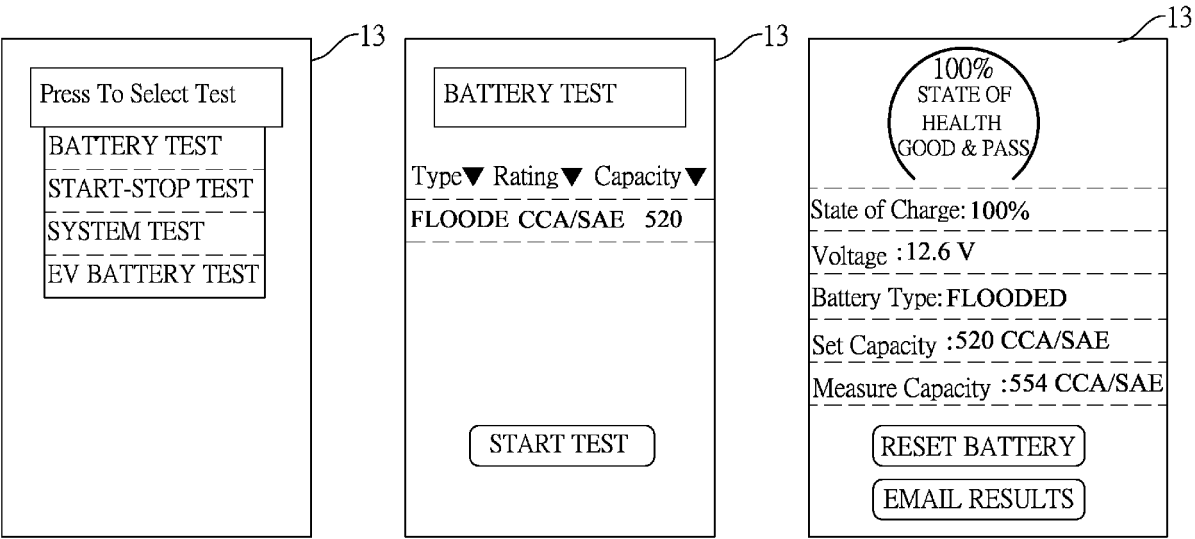 13
Press To Select Test
BATTERY TEST
START-STOP TEST
SYSTEM TEST
EV BATTERY TEST
13
BATTERY TEST
Type▼ Rating▼ Capacity▼
FLOODE CCA/SAE 520
START TEST
13
100%
STATE OF
HEALTH
GOOD & PASS
State of Charge: 100%
Voltage :12.6 V
Battery Type: FLOODED
Set Capacity :520 CCA/SAE
Measure Capacity :554 CCA/SAE
RESET BATTERY
EMAIL RESULTS